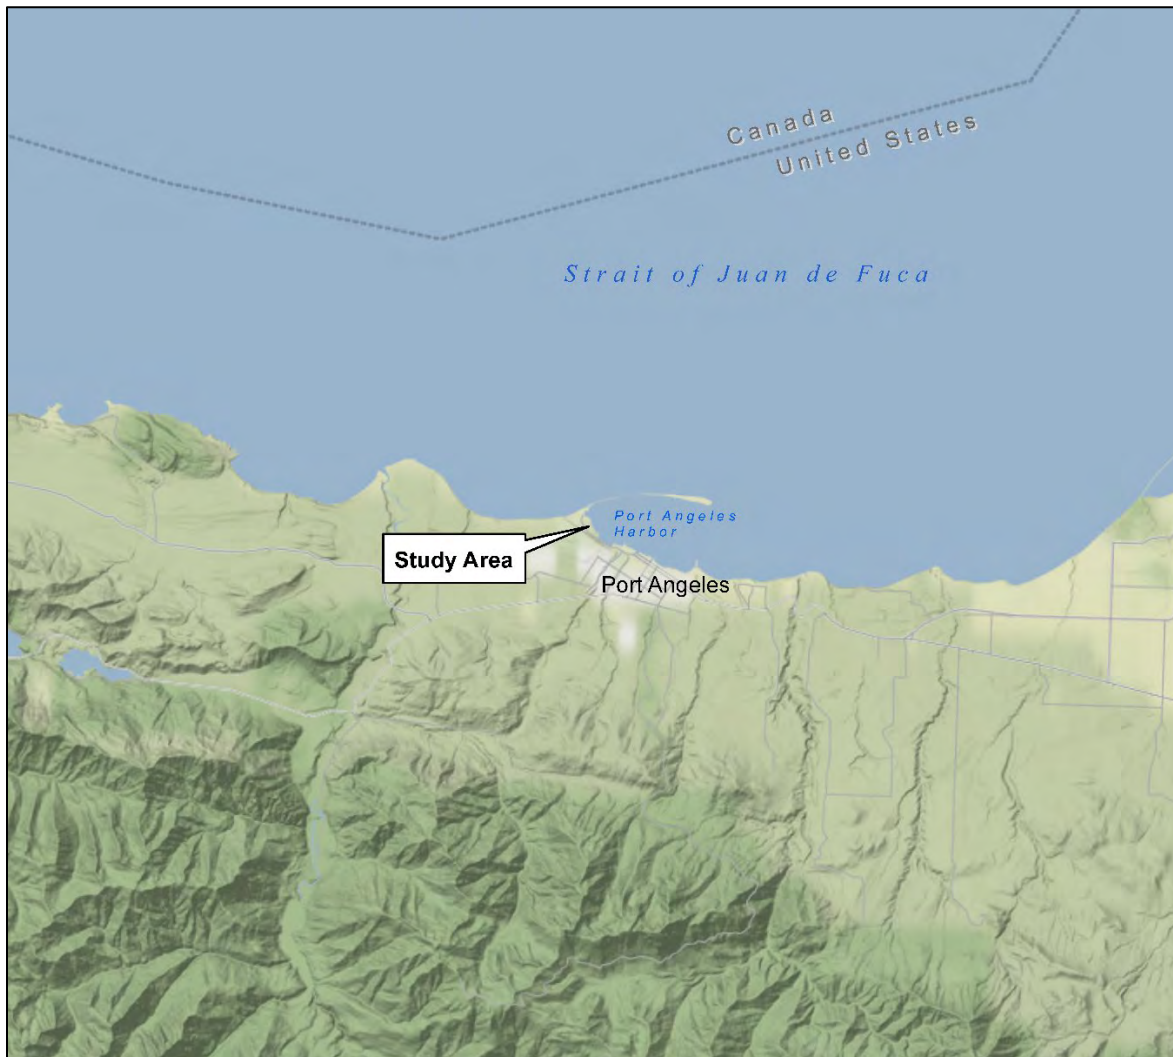 Canada
United States
Strait of Juan de Fuca
Port Angeles
Harbor
Study Area
Port Angeles